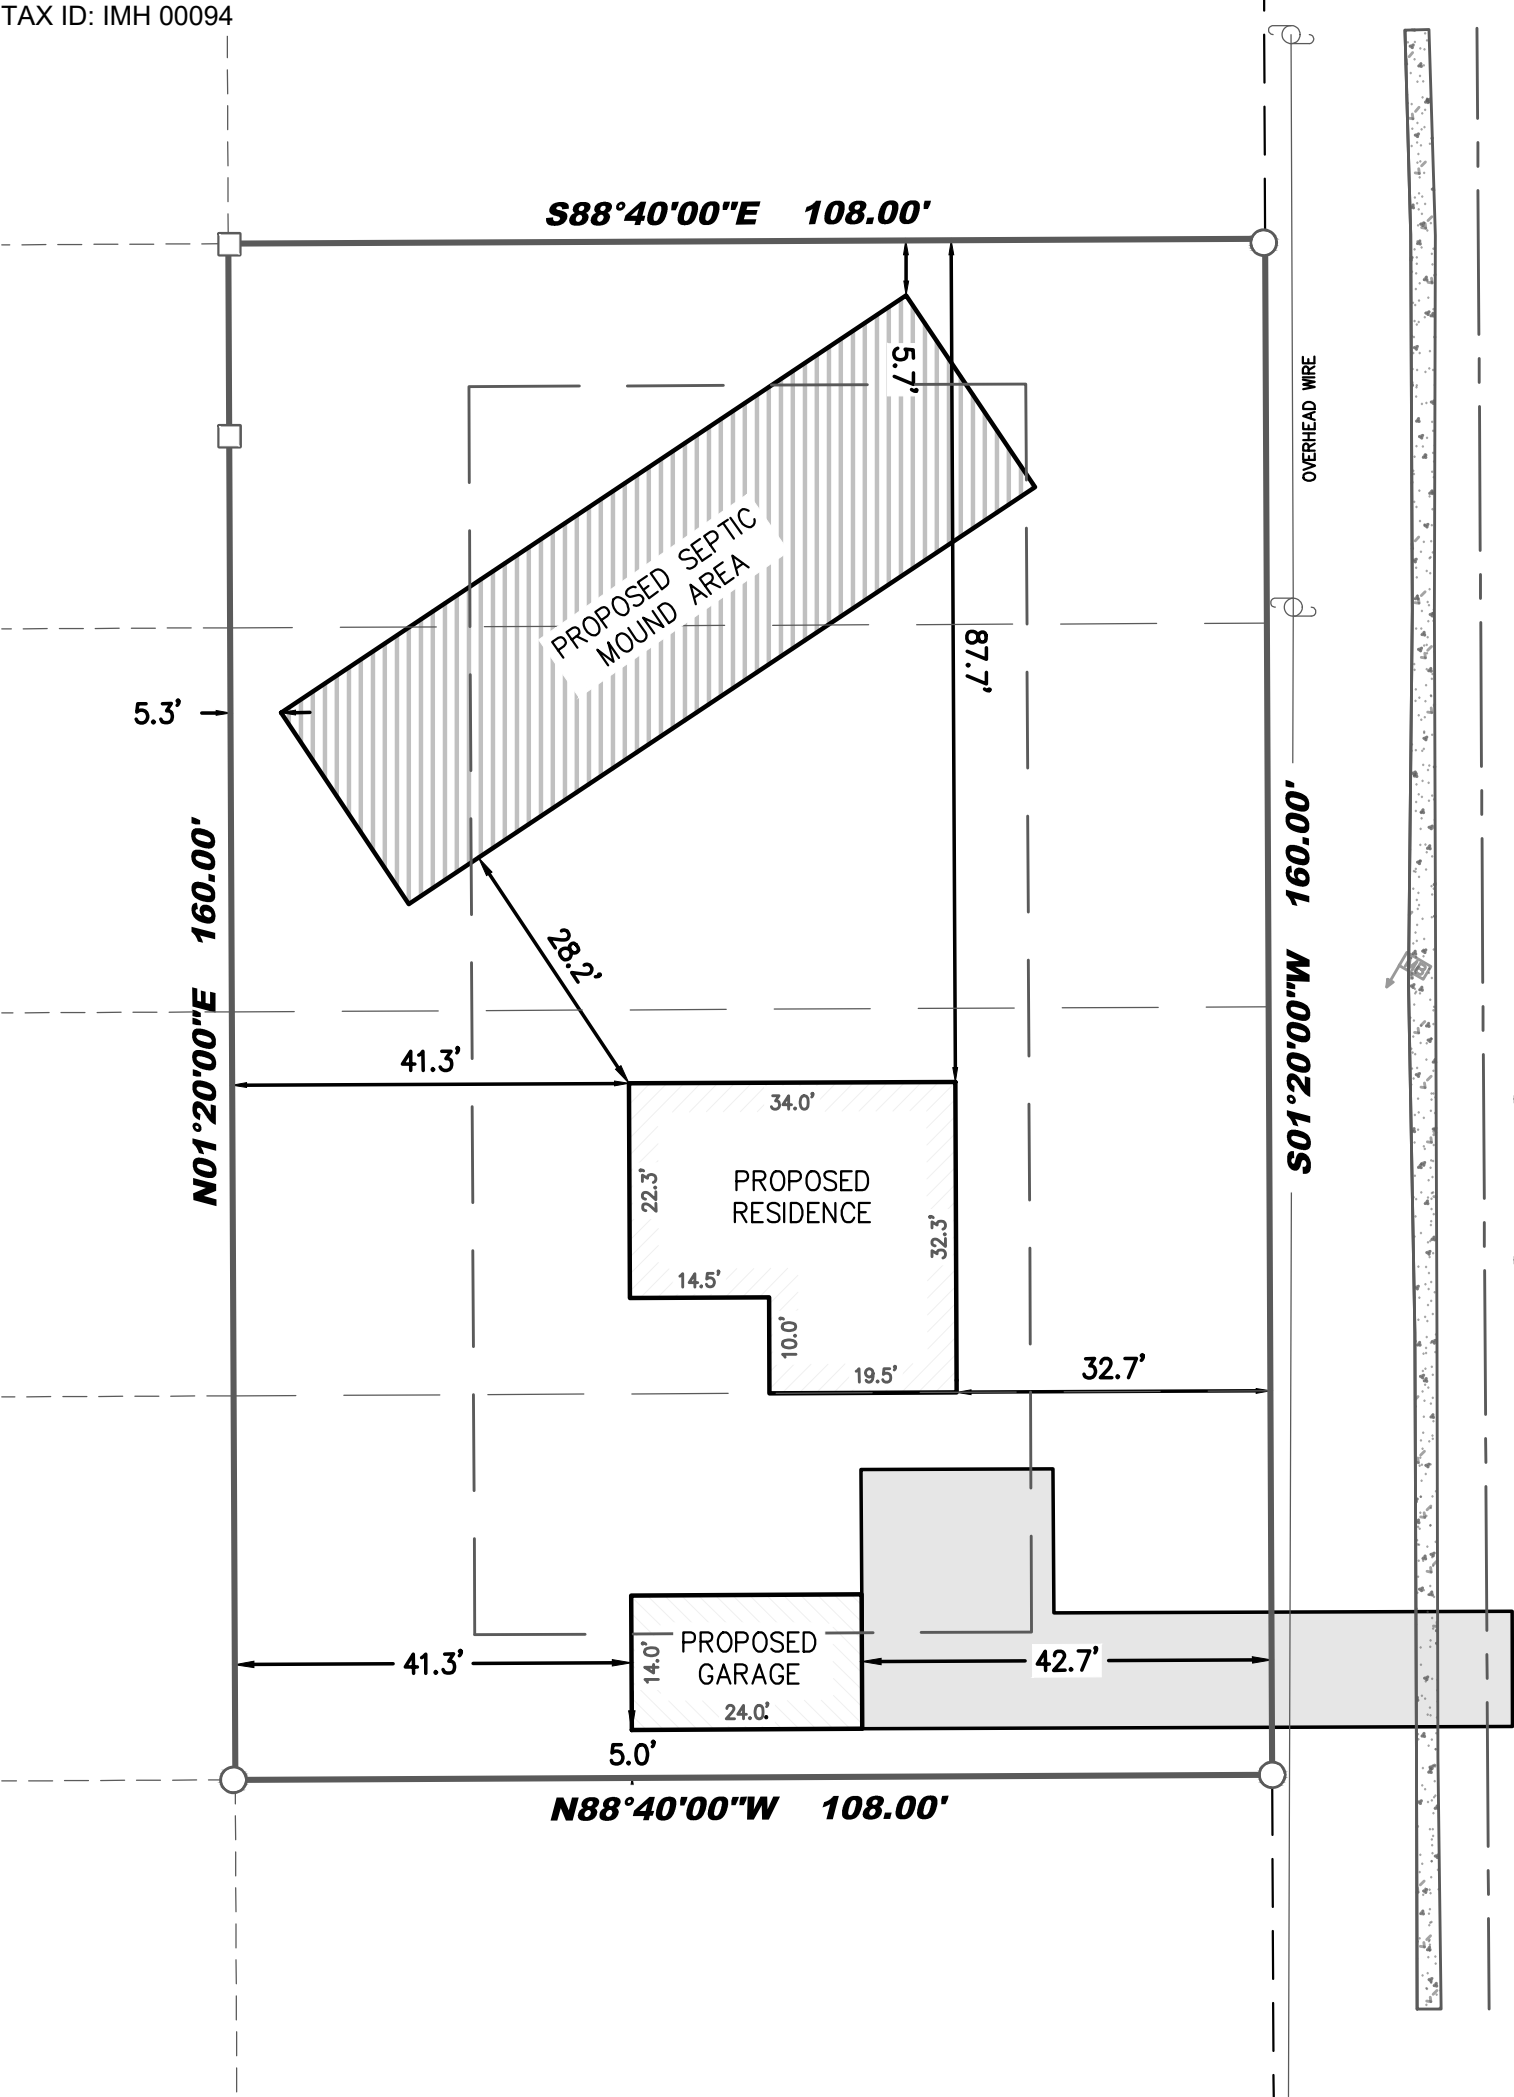 TAX ID: IMH 00094
S88°40'00"E 108.00'
5.7'
OVERHEAD WIRE
PROPOSED SEPTIC
MOUND AREA
87.7'
5.3'
N01°20'00"E 160.00'
S01°20'00"W 160.00'
28.2'
MB
41.3'
34.0'
22.3'
PROPOSED
RESIDENCE
32.3'
14.5'
10.0'
19.5'
32.7'
41.3'
14.0'
PROPOSED
GARAGE
24.0'
42.7'
5.0'
N88°40'00"W 108.00'